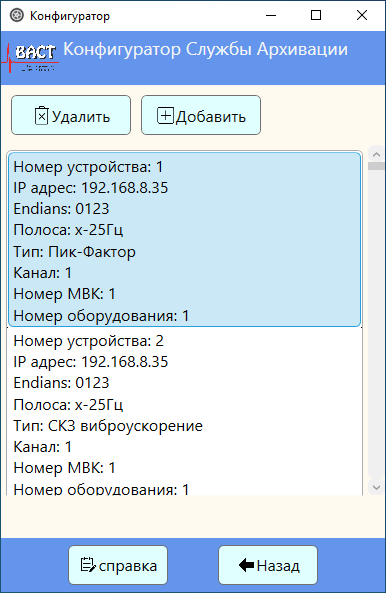 Конфигуратор
ВАСТ
Конфигуратор Службы Архивации
Удалить
Добавить
Номер устройства: 1
IP адрес: 192.168.8.35
Endians: 0123
Полоса: x-25Гц
Тип: Пик-Фактор
Канал: 1
Номер МВК: 1
Номер оборудования: 1
Номер устройства: 2
IP адрес: 192.168.8.35
Endians: 0123
Полоса: x-25Гц
Тип: СКЗ виброускорение
Канал: 1
Номер МВК: 1
Номер оборудования: 1
справка
Назад